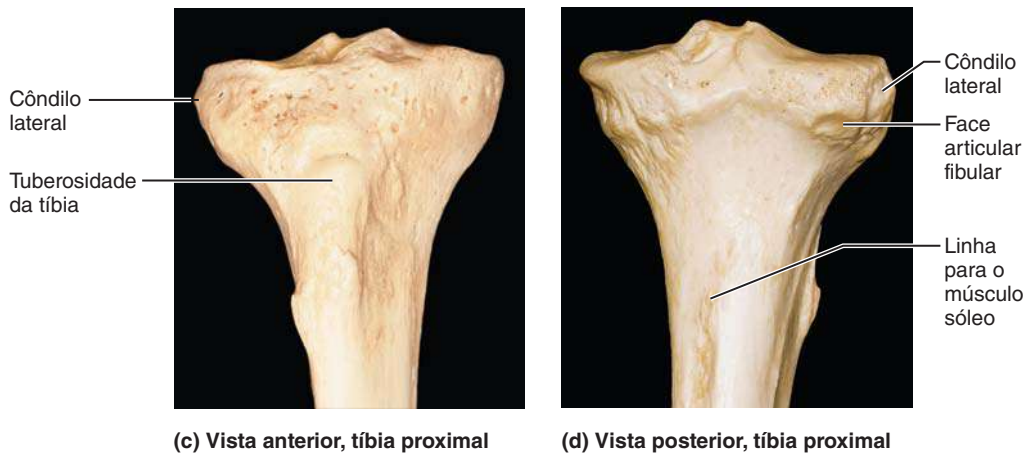 Côndilo
lateral
Tuberosidade
da tíbia
(c) Vista anterior, tíbia proximal
Côndilo
lateral
Face
articular
fibular
Linha
para o
músculo
sóleo
(d) Vista posterior, tíbia proximal